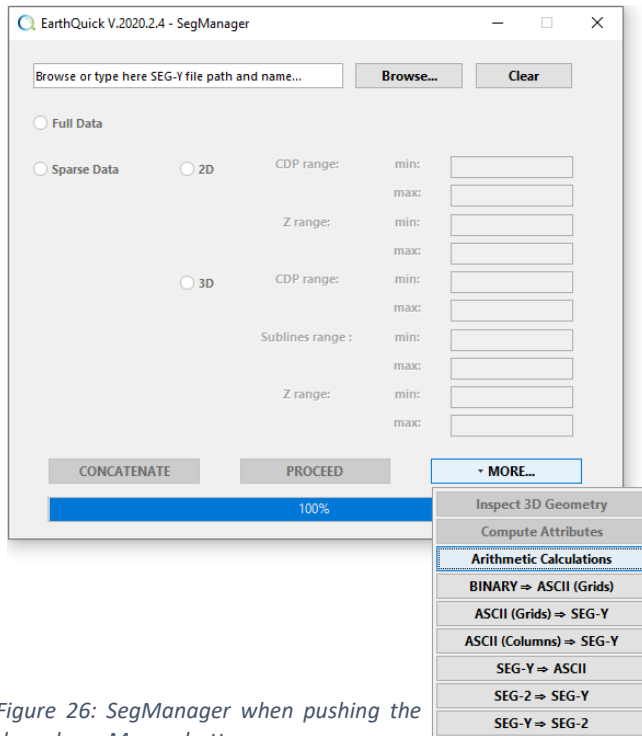 EarthQuick V.2020.2.4 - SegManager
Browse or type here SEG-Y file path and name... Browse... Clear
Full Data
Sparse Data 2D CDP range: min:
max:
Z range: min:
max:
3D CDP range: min:
max:
Sublines range : min:
max:
Z range: min:
max:
CONCATENATE PROCEED MORE...
100%
Inspect 3D Geometry
Compute Attributes
Arithmetic Calculations
BINARY ⇒ ASCII (Grids)
ASCII (Grids) ⇒ SEG-Y
ASCII (Columns) ⇒ SEG-Y
SEG-Y ⇒ ASCII
SEG-2 ⇒ SEG-Y
SEG-Y ⇒ SEG-2
Figure 26: SegManager when pushing the